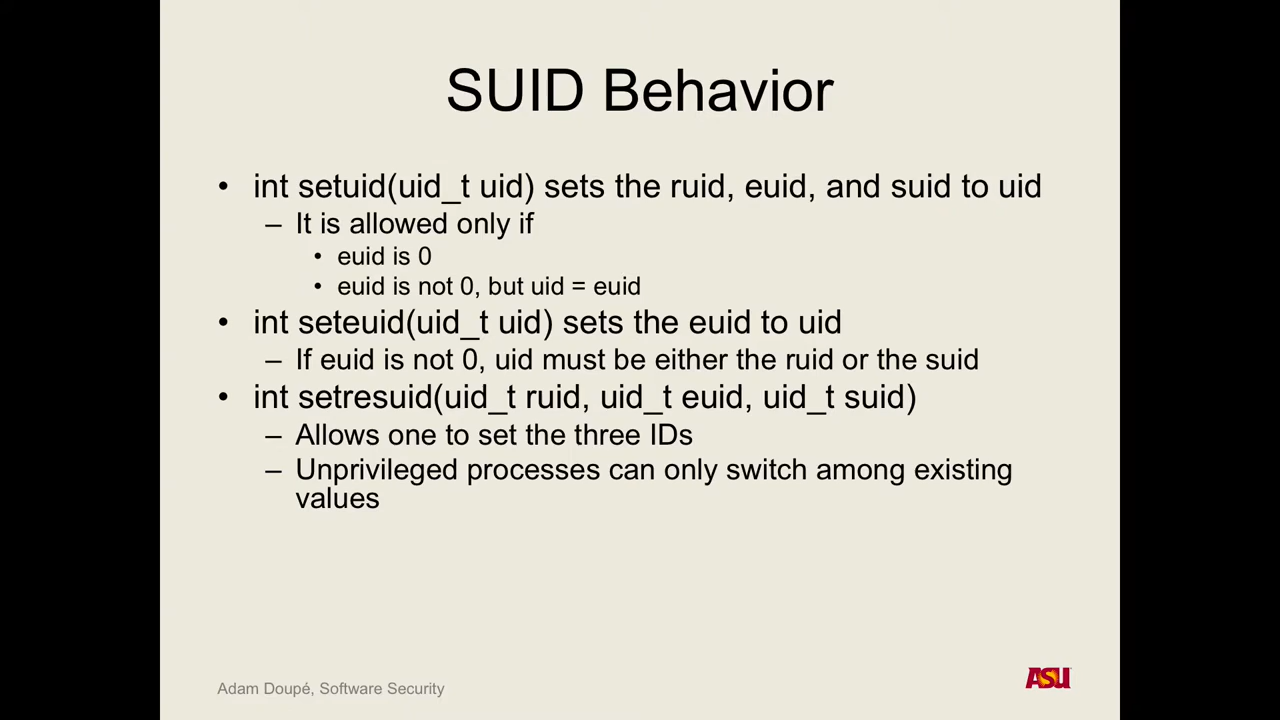 SUID Behavior
• int setuid(uid_t uid) sets the ruid, euid, and suid to uid
– It is allowed only if
• euid is 0
• euid is not 0, but uid = euid
• int seteuid(uid_t uid) sets the euid to uid
– If euid is not 0, uid must be either the ruid or the suid
• int setresuid(uid_t ruid, uid_t euid, uid_t suid)
– Allows one to set the three IDs
– Unprivileged processes can only switch among existing
values
Adam Doupé, Software Security
ASU